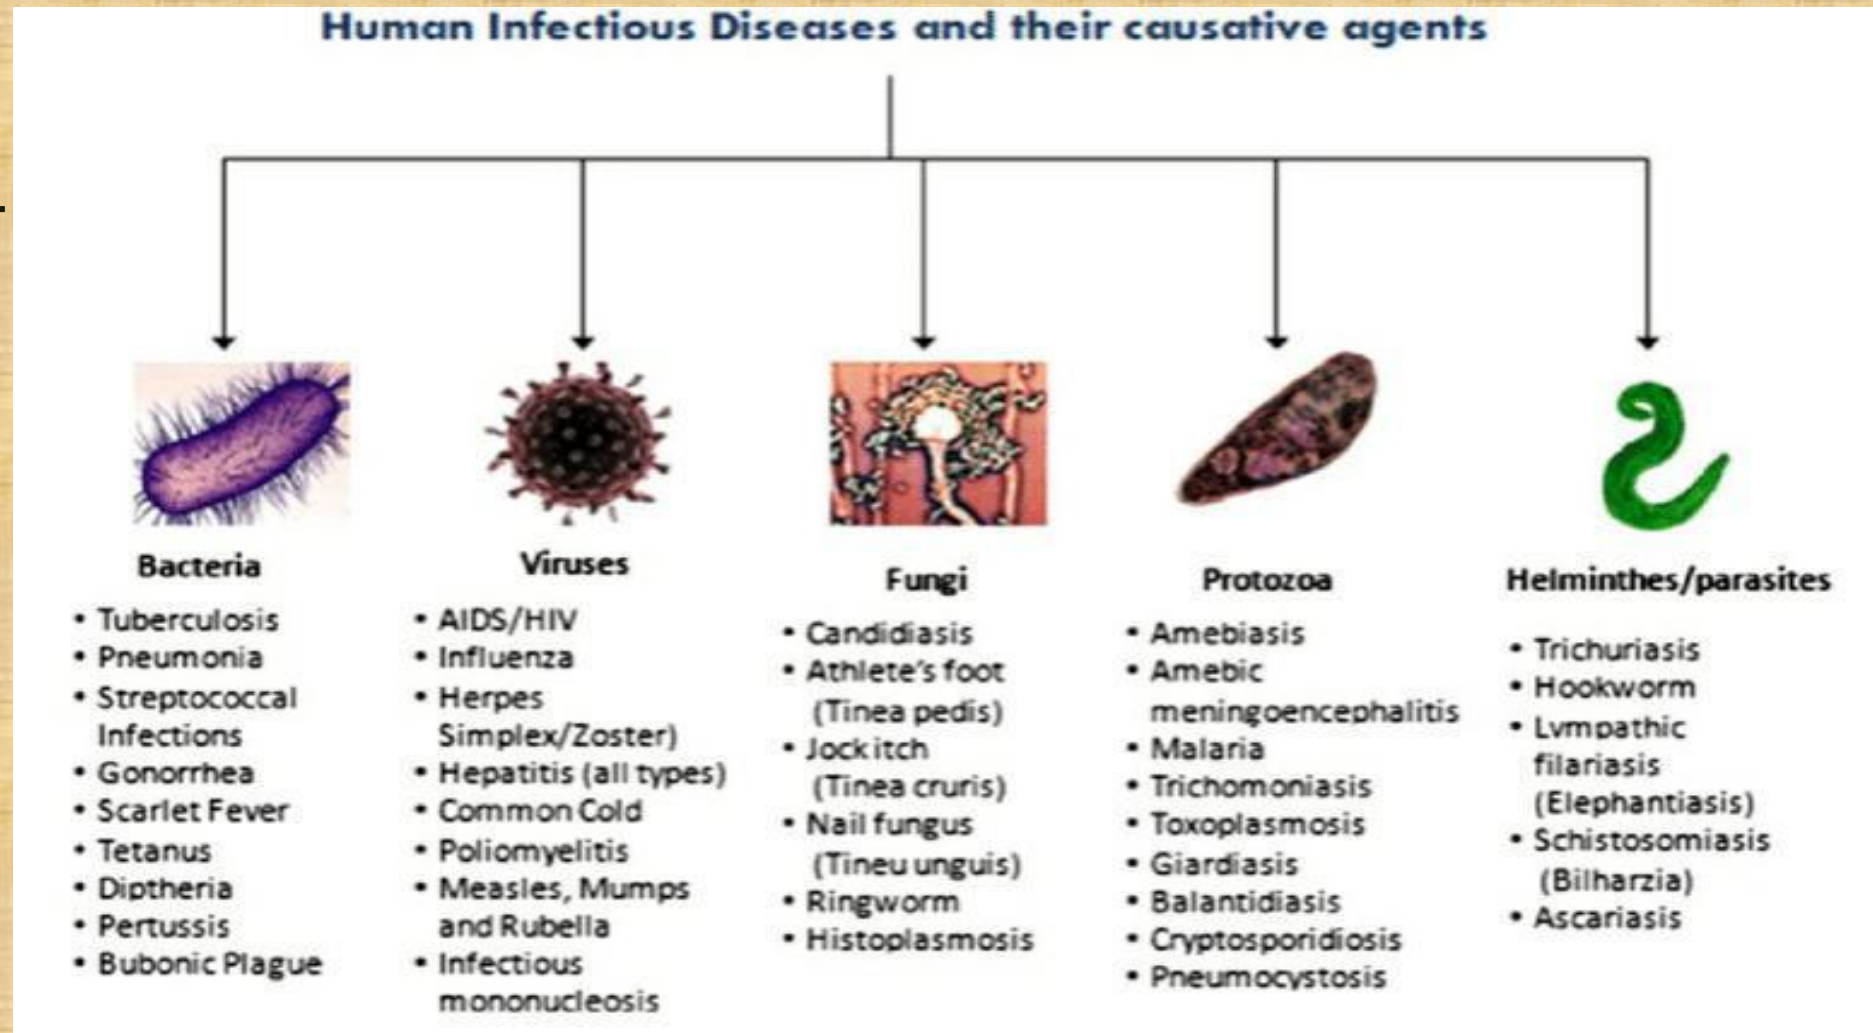 Human Infectious Diseases and their causative agents
Bacteria
• Tuberculosis
• Pneumonia
• Streptococcal
Infections
• Gonorrhea
• Scarlet Fever
• Tetanus
• Diptheria
• Pertussis
• Bubonic Plague
Viruses
• AIDS/HIV
• Influenza
• Herpes
Simplex/Zoster)
• Hepatitis (all types)
• Common Cold
• Poliomyelitis
• Measles, Mumps
and Rubella
• Infectious
mononucleosis
Fungi
• Candidiasis
• Athlete's foot
(Tinea pedis)
• Jock itch
(Tinea cruris)
• Nail fungus
(Tineu unguis)
• Ringworm
• Histoplasmosis
Protozoa
• Amebiasis
• Amebic
meningoencephalitis
• Malaria
• Trichomoniasis
• Toxoplasmosis
• Giardiasis
• Balantidiasis
• Cryptosporidiosis
• Pneumocystosis
Helminthes/parasites
• Trichuriasis
• Hookworm
• Lympathic
filariasis
(Elephantiasis)
• Schistosomiasis
(Bilharzia)
• Ascariasis